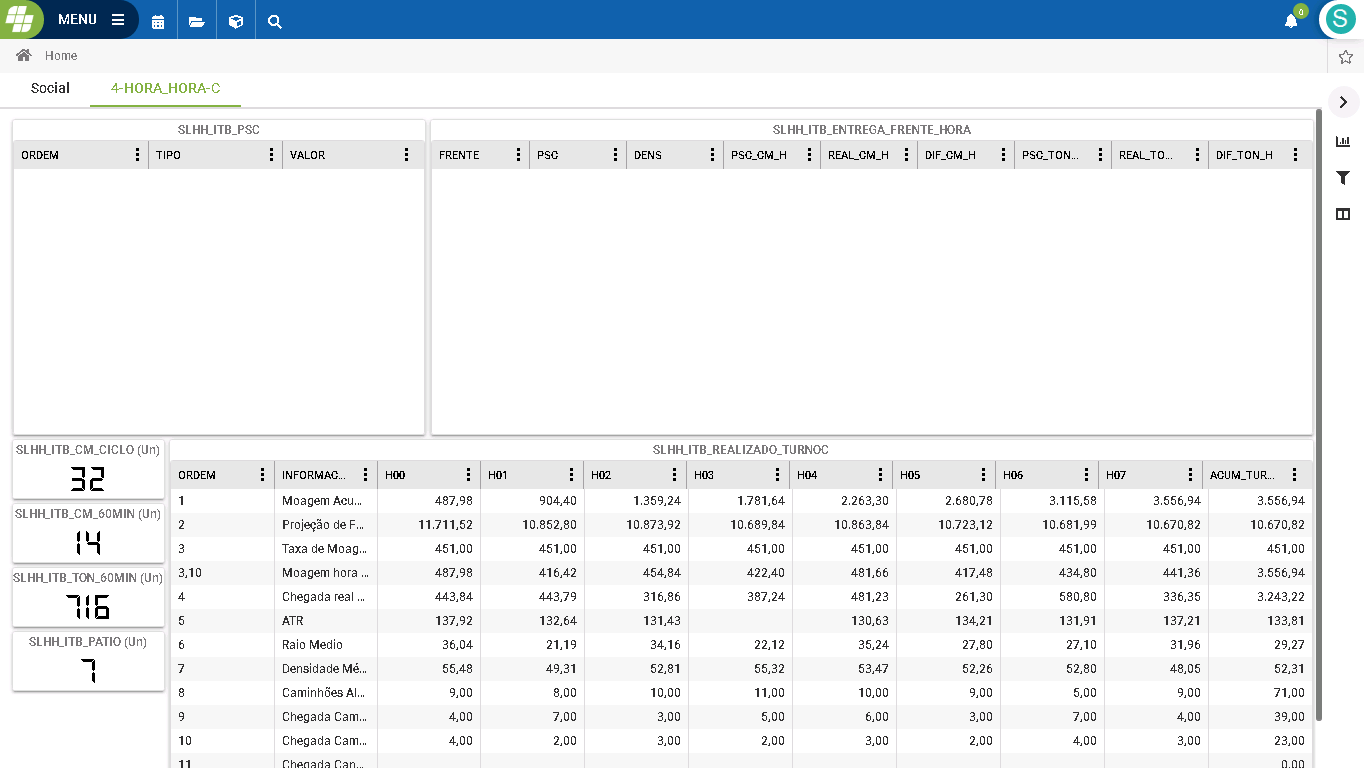 MENU
0
S
Home
Social 4-HORA_HORA-C
SLHH_ITB_PSC
ORDEM TIPO VALOR
SLHH_ITB_ENTREGA_FRENTE_HORA
FRENTE PSC DENS PSC_CM_H REAL_CM_H DIF_CM_H PSC_TON... REAL_TO... DIF_TON_H
SLHH_ITB_CM_CICLO (Un)
32
SLHH_ITB_CM_60MIN (Un)
14
SLHH_ITB_TON_60MIN (Un)
716
SLHH_ITB_PATIO (Un)
7
SLHH_ITB_REALIZADO_TURNOC
ORDEM INFORMAC... H00 H01 H02 H03 H04 H05 H06 H07 ACUM_TUR...
1 Moagem Acu... 487,98 904,40 1.359,24 1.781,64 2.263,30 2.680,78 3.115,58 3.556,94 3.556,94
2 Projeção de F... 11.711,52 10.852,80 10.873,92 10.689,84 10.863,84 10.723,12 10.681,99 10.670,82 10.670,82
3 Taxa de Moag... 451,00 451,00 451,00 451,00 451,00 451,00 451,00 451,00 451,00
3,10 Moagem hora ... 487,98 416,42 454,84 422,40 481,66 417,48 434,80 441,36 3.556,94
4 Chegada real ... 443,84 443,79 316,86 387,24 481,23 261,30 580,80 336,35 3.243,22
5 ATR 137,92 132,64 131,43 130,63 134,21 131,91 137,21 133,81
6 Raio Medio 36,04 21,19 34,16 22,12 35,24 27,80 27,10 31,96 29,27
7 Densidade Mé... 55,48 49,31 52,81 55,32 53,47 52,26 52,80 48,05 52,31
8 Caminhões Al... 9,00 8,00 10,00 11,00 10,00 9,00 5,00 9,00 71,00
9 Chegada Cam... 4,00 7,00 3,00 5,00 6,00 3,00 7,00 4,00 39,00
10 Chegada Cam... 4,00 2,00 3,00 2,00 3,00 2,00 4,00 3,00 23,00
11 Chegada Can... 0,00